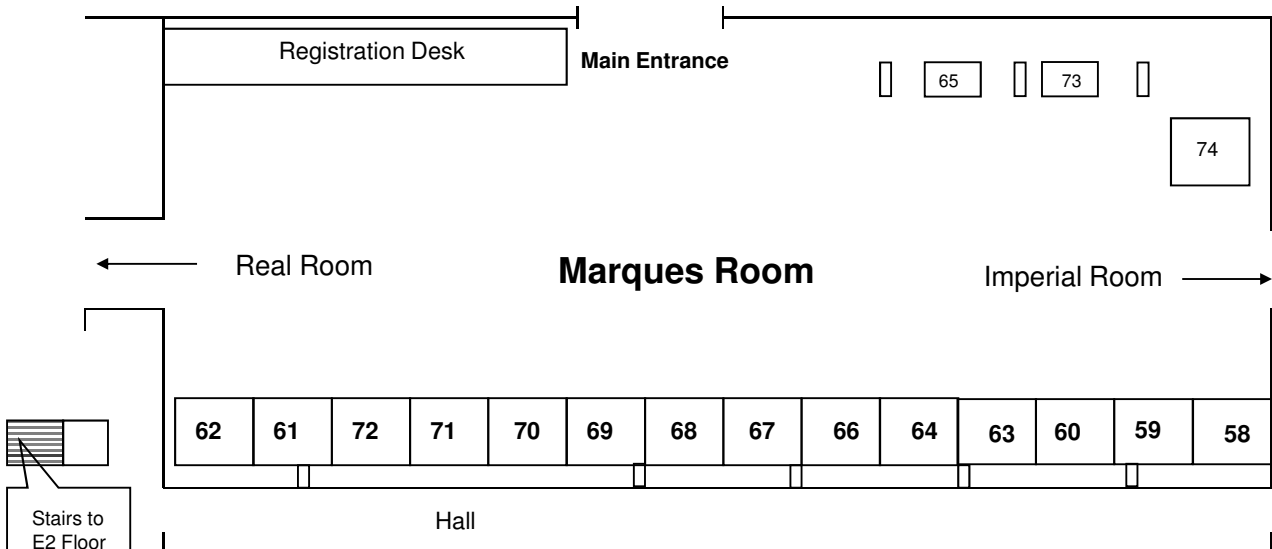 Registration Desk
Main Entrance
65
73
74
Real Room
Marques Room
Imperial Room
62
61
72
71
70
69
68
67
66
64
63
60
59
58
Stairs to
E2 Floor
Hall